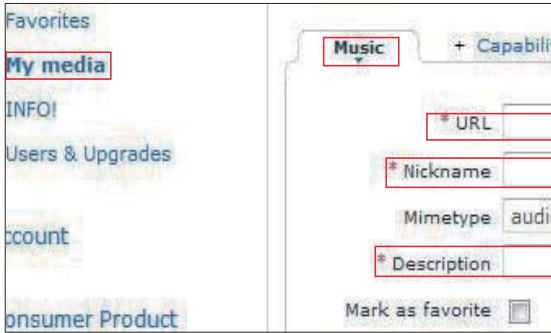 Favorites
My media
INFO!
Users & Upgrades
ccount
onsumer Product
Music + Capabili
* URL
* Nickname
Mimetype audi
* Description
Mark as favorite